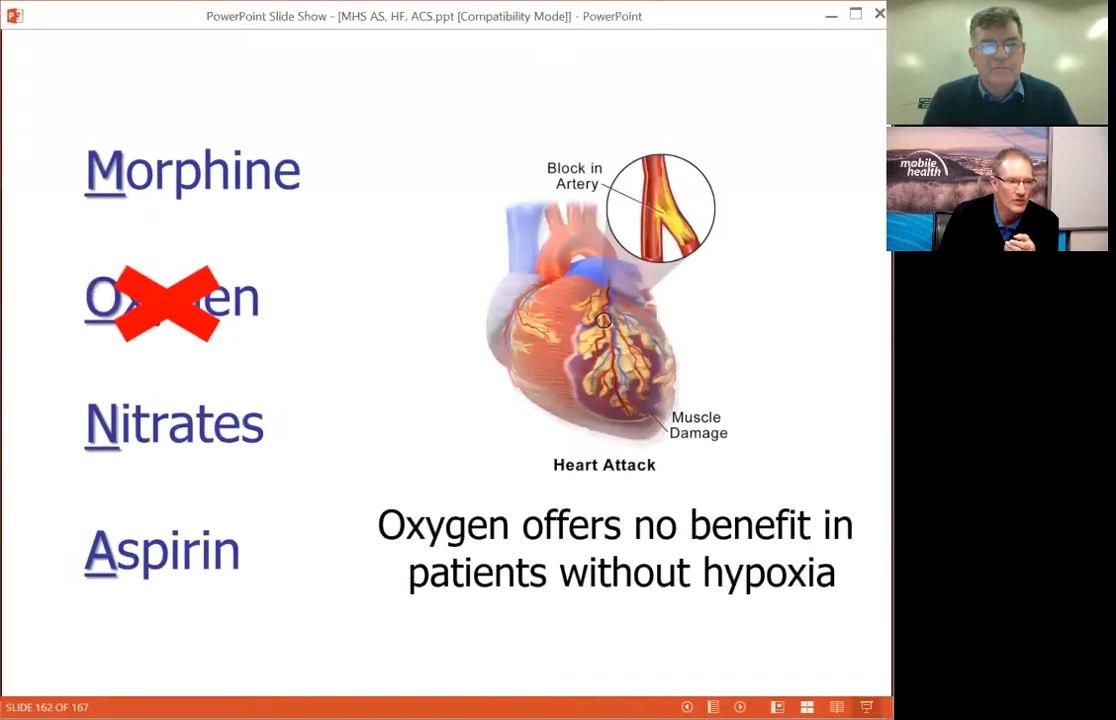 PowerPoint Slide Show - [MHS AS, HF, ACS.ppt [Compatibility Mode]] - PowerPoint
mobile
health
Morphine
Oxygen
Nitrates
Aspirin
Block in
Artery
Muscle
Damage
Heart Attack
Oxygen offers no benefit in
patients without hypoxia
SLIDE 162 OF 167